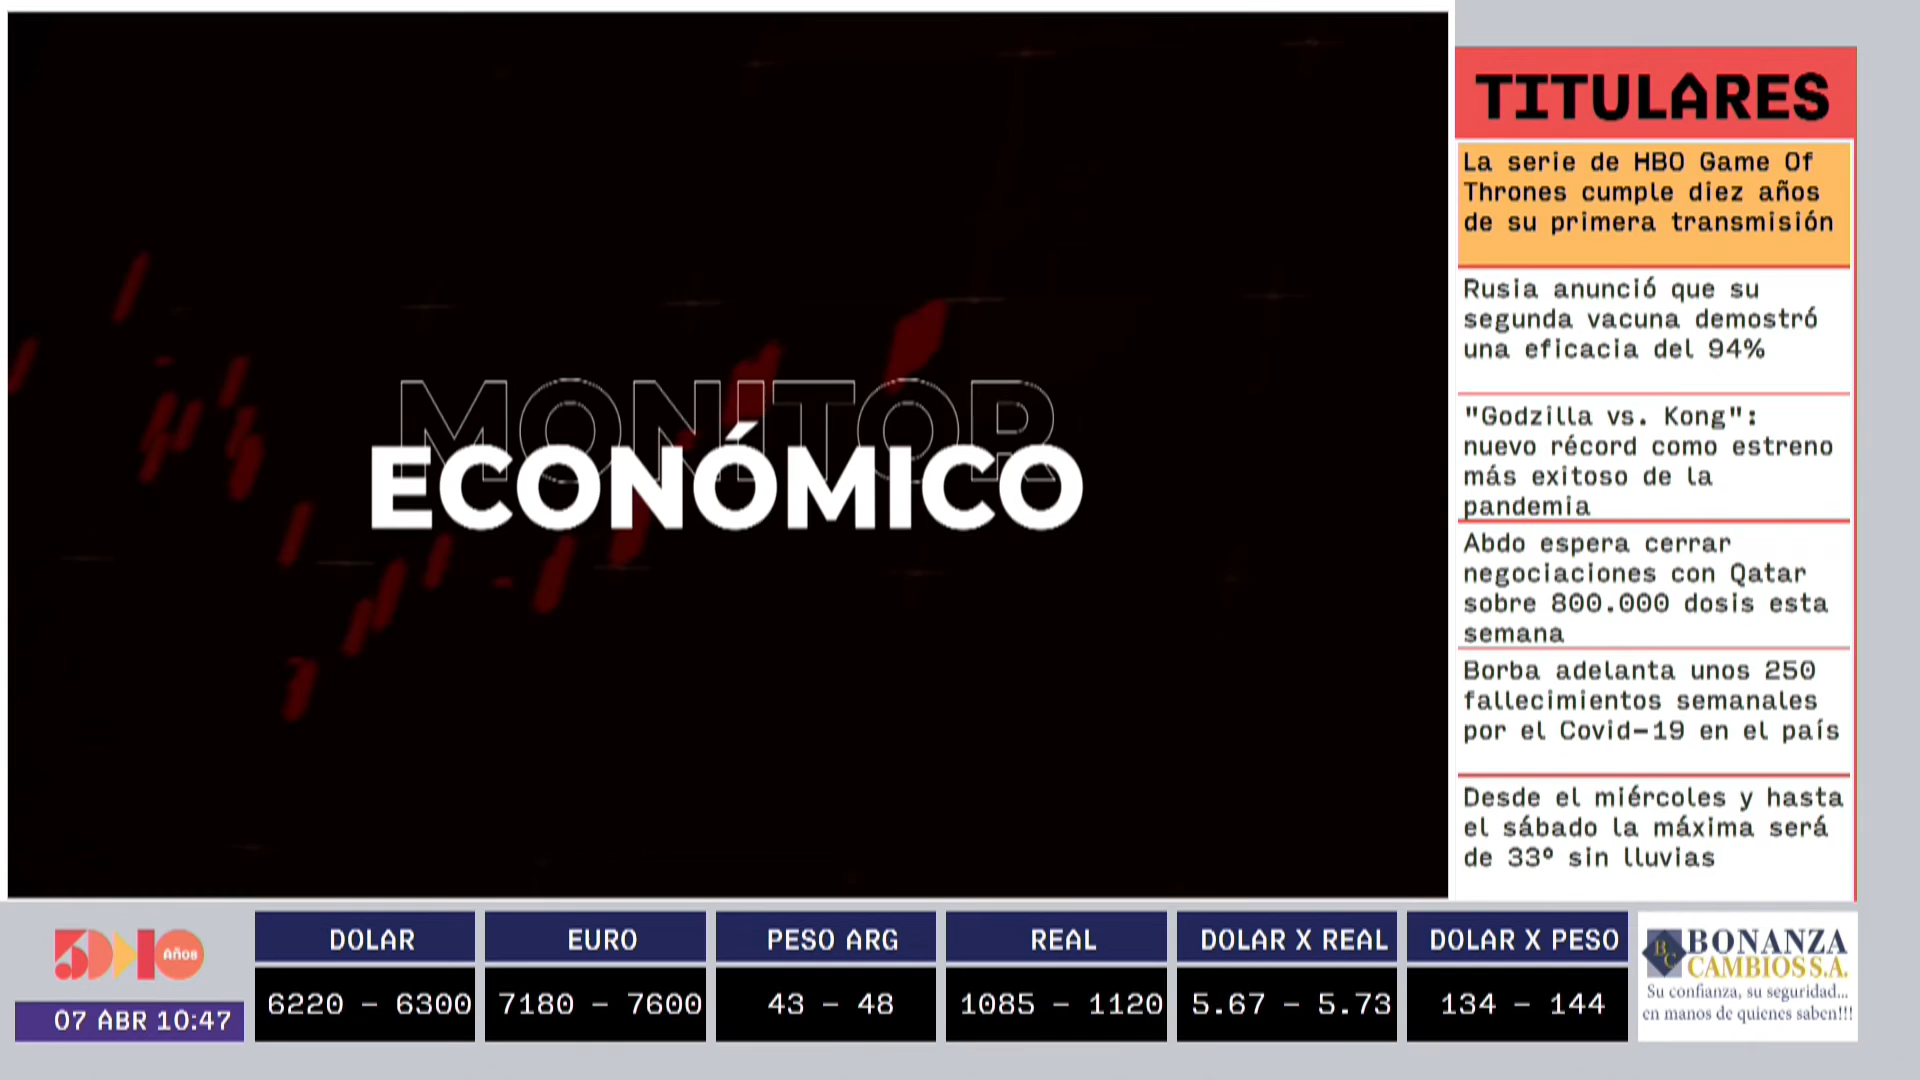 MONITOR
ECONÓMICO
TITULARES
La serie de HBO Game Of
Thrones cumple diez años
de su primera transmisión
Rusia anunció que su
segunda vacuna demostró
una eficacia del 94%
"Godzilla vs. Kong":
nuevo récord como estreno
más exitoso de la
pandemia
Abdo espera cerrar
negociaciones con Qatar
sobre 800.000 dosis esta
semana
Borba adelanta unos 250
fallecimientos semanales
por el Covid-19 en el país
Desde el miércoles y hasta
el sábado la máxima será
de 33º sin lluvias
Años
07 ABR 10:47
DOLAR
6220 - 6300
EURO
7180 - 7600
PESO ARG
43 - 48
REAL
1085 - 1120
DOLAR X REAL
5.67 - 5.73
DOLAR X PESO
134 - 144
BC
BONANZA
CAMBIOS S.A.
Su confianza, su seguridad...
en manos de quienes saben!!!